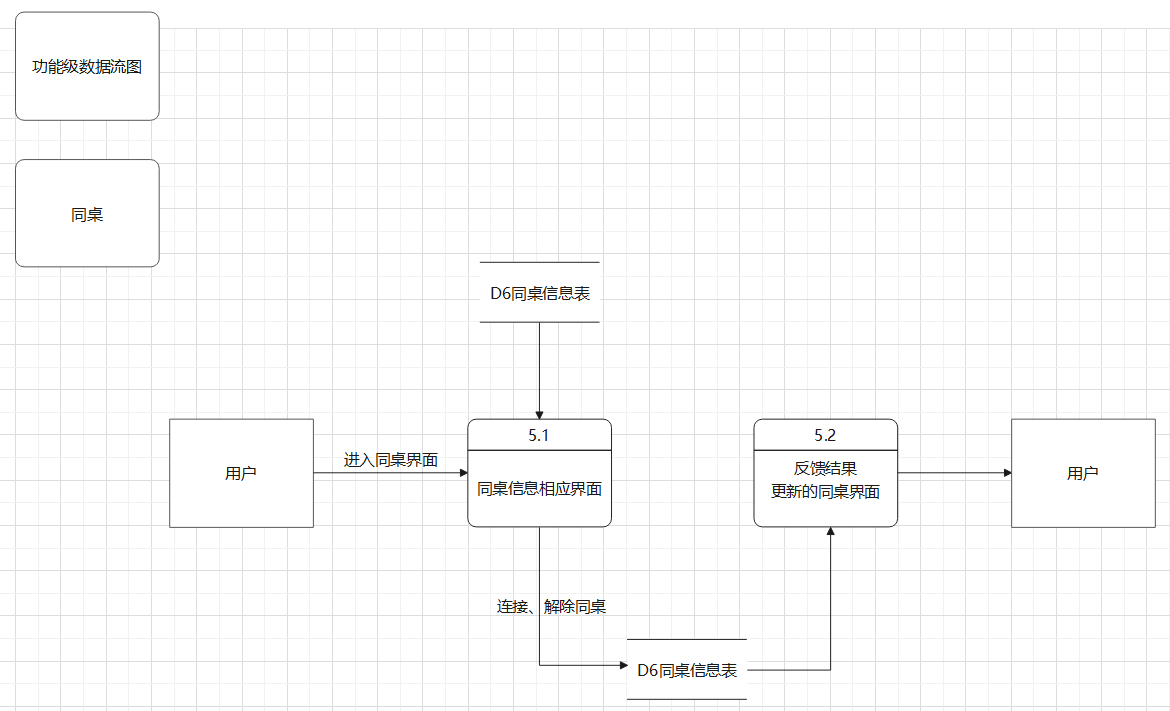 功能级数据流图
同桌
D6同桌信息表
用户
进入同桌界面
5.1
同桌信息相应界面
5.2
反馈结果
更新的同桌界面
用户
连接、解除同桌
D6同桌信息表